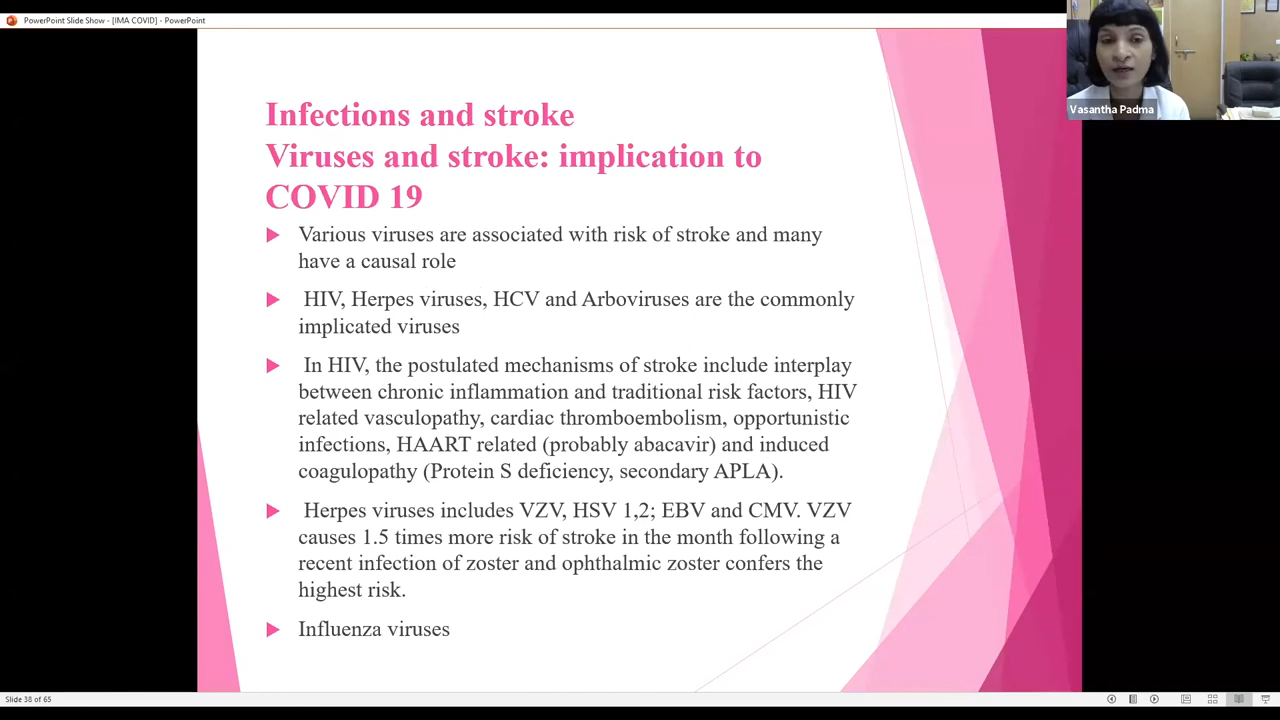 PowerPoint Slide Show - [IMA COVID] - PowerPoint
Vasantha Padma
Infections and stroke
Viruses and stroke: implication to
COVID 19
Various viruses are associated with risk of stroke and many
have a causal role
HIV, Herpes viruses, HCV and Arboviruses are the commonly
implicated viruses
In HIV, the postulated mechanisms of stroke include interplay
between chronic inflammation and traditional risk factors, HIV
related vasculopathy, cardiac thromboembolism, opportunistic
infections, HAART related (probably abacavir) and induced
coagulopathy (Protein S deficiency, secondary APLA).
Herpes viruses includes VZV, HSV 1,2; EBV and CMV. VZV
causes 1.5 times more risk of stroke in the month following a
recent infection of zoster and ophthalmic zoster confers the
highest risk.
Influenza viruses
Slide 38 of 65